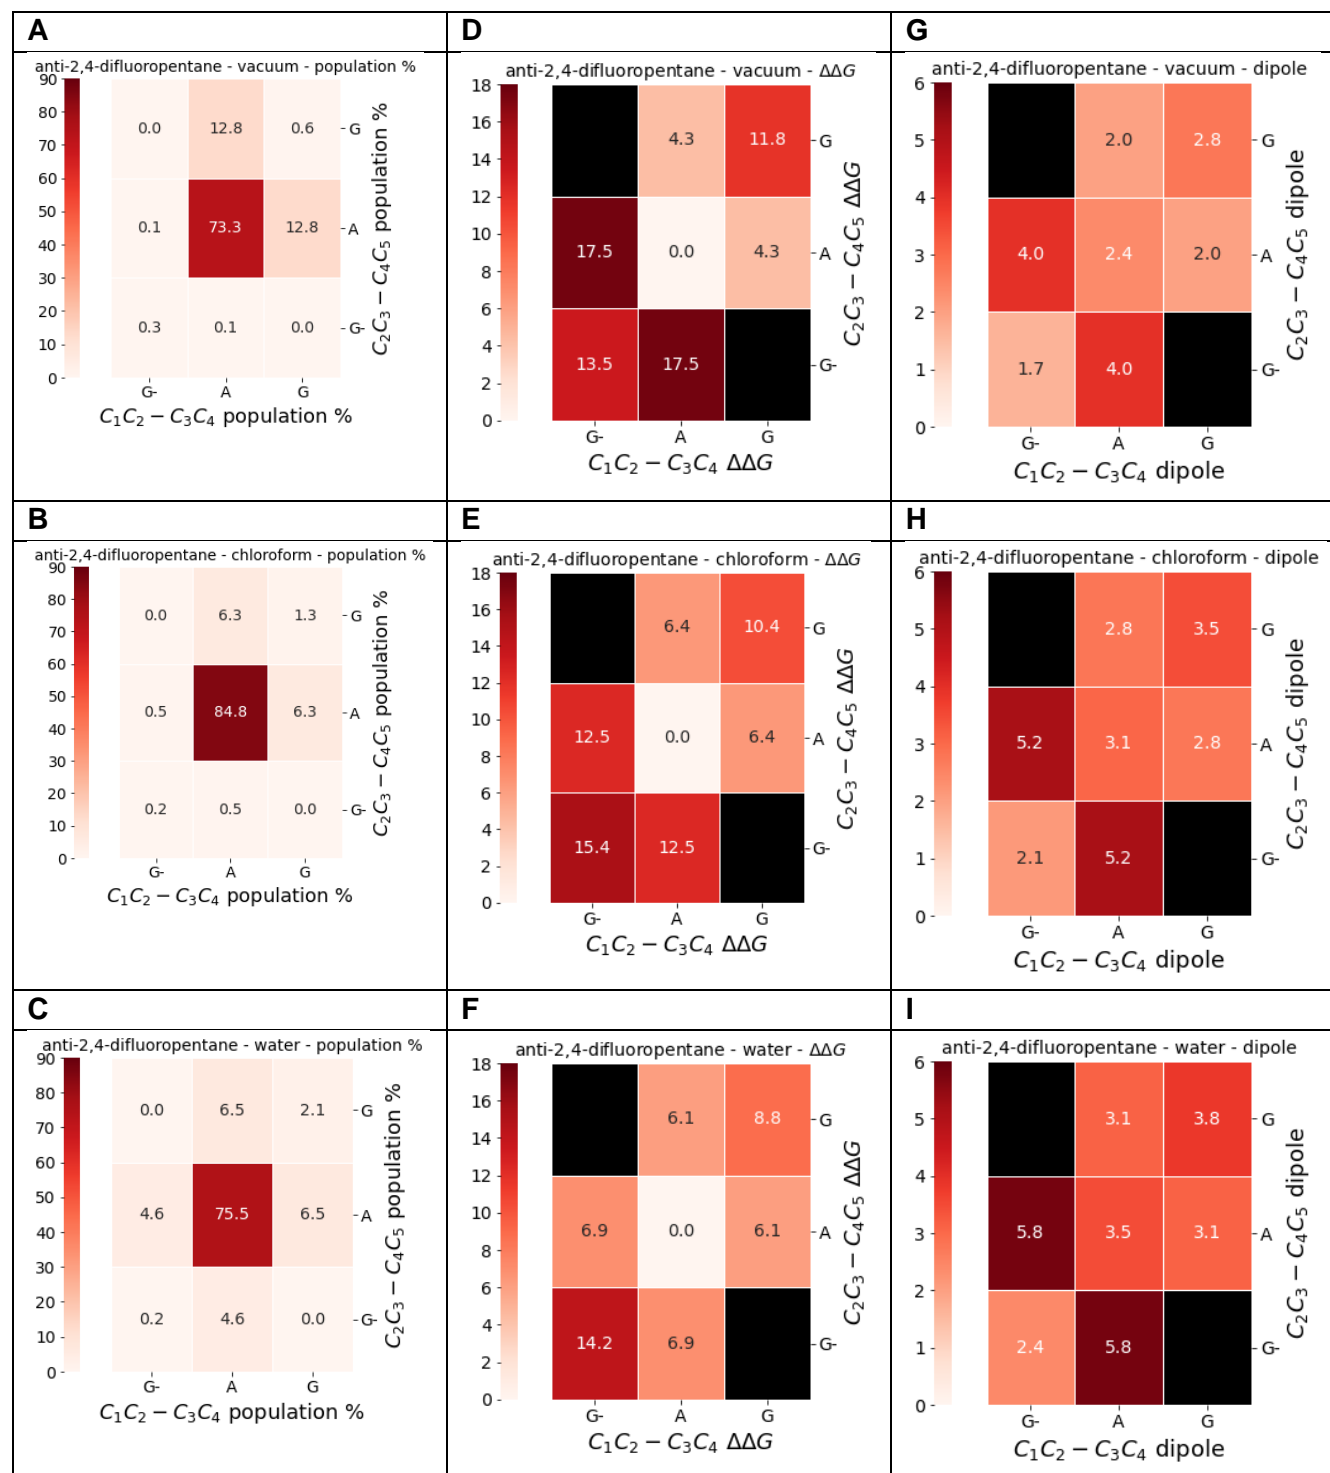 A
anti-2,4-difluoropentane - vacuum - population %
90
80
70
60
50
40
30
20
10
0
0.0 12.8 0.6
0.1 73.3 12.8
0.3 0.1 0.0
G
A
G-
C₂C₃ − C₄C₅ population %
G- A G
C₁C₂ − C₃C₄ population %
D
anti-2,4-difluoropentane - vacuum - ΔΔG
18
16
14
12
10
8
6
4
2
0
4.3 11.8
17.5 0.0 4.3
13.5 17.5
G
A
G-
C₂C₃ − C₄C₅ ΔΔG
G- A G
C₁C₂ − C₃C₄ ΔΔG
G
anti-2,4-difluoropentane - vacuum - dipole
6
5
4
3
2
1
0
2.0 2.8
4.0 2.4 2.0
1.7 4.0
G
A
G-
C₂C₃ − C₄C₅ dipole
G- A G
C₁C₂ − C₃C₄ dipole
B
anti-2,4-difluoropentane - chloroform - population %
90
80
70
60
50
40
30
20
10
0
0.0 6.3 1.3
0.5 84.8 6.3
0.2 0.5 0.0
G
A
G-
C₂C₃ − C₄C₅ population %
G- A G
C₁C₂ − C₃C₄ population %
E
anti-2,4-difluoropentane - chloroform - ΔΔG
18
16
14
12
10
8
6
4
2
0
6.4 10.4
12.5 0.0 6.4
15.4 12.5
G
A
G-
C₂C₃ − C₄C₅ ΔΔG
G- A G
C₁C₂ − C₃C₄ ΔΔG
H
anti-2,4-difluoropentane - chloroform - dipole
6
5
4
3
2
1
0
2.8 3.5
5.2 3.1 2.8
2.1 5.2
G
A
G-
C₂C₃ − C₄C₅ dipole
G- A G
C₁C₂ − C₃C₄ dipole
C
anti-2,4-difluoropentane - water - population %
90
80
70
60
50
40
30
20
10
0
0.0 6.5 2.1
4.6 75.5 6.5
0.2 4.6 0.0
G
A
G-
C₂C₃ − C₄C₅ population %
G- A G
C₁C₂ − C₃C₄ population %
F
anti-2,4-difluoropentane - water - ΔΔG
18
16
14
12
10
8
6
4
2
0
6.1 8.8
6.9 0.0 6.1
14.2 6.9
G
A
G-
C₂C₃ − C₄C₅ ΔΔG
G- A G
C₁C₂ − C₃C₄ ΔΔG
I
anti-2,4-difluoropentane - water - dipole
6
5
4
3
2
1
0
3.1 3.8
5.8 3.5 3.1
2.4 5.8
G
A
G-
C₂C₃ − C₄C₅ dipole
G- A G
C₁C₂ − C₃C₄ dipole